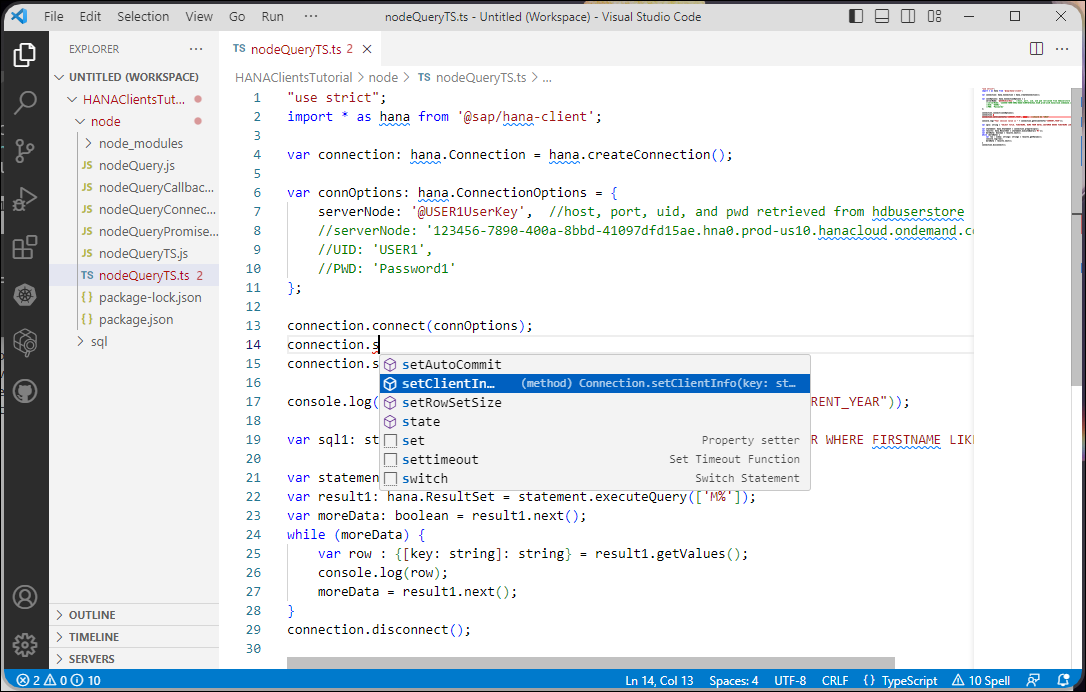 File Edit Selection View Go Run ··· nodeQueryTS.ts - Untitled (Workspace) - Visual Studio Code
EXPLORER ···
TS nodeQueryTS.ts 2 ×
UNTITLED (WORKSPACE)
HANAClientsTut...
node
node_modules
JS nodeQuery.js
JS nodeQueryCallbac...
JS nodeQueryConnec...
JS nodeQueryPromise...
JS nodeQueryTS.js
TS nodeQueryTS.ts 2
{} package-lock.json
{} package.json
sql
OUTLINE
TIMELINE
SERVERS
HANAClientsTutorial > node > TS nodeQueryTS.ts > ...
1 "use strict";
2 import * as hana from '@sap/hana-client';
3
4 var connection: hana.Connection = hana.createConnection();
5
6 var connOptions: hana.ConnectionOptions = {
7 serverNode: '@USER1UserKey', //host, port, uid, and pwd retrieved from hdbuserstore
8 //serverNode: '123456-7890-400a-8bbd-41097dfd15ae.hna0.prod-us10.hanacloud.ondemand.co
9 //UID: 'USER1',
10 //PWD: 'Password1'
11 };
12
13 connection.connect(connOptions);
14 connection.s
15 connection.s
16
17 console.log( RENT_YEAR"));
18
19 var sql1: st R WHERE FIRSTNAME LIK
20
21 var statemen
22 var result1: hana.ResultSet = statement.executeQuery(['M%']);
23 var moreData: boolean = result1.next();
24 while (moreData) {
25 var row : {[key: string]: string} = result1.getValues();
26 console.log(row);
27 moreData = result1.next();
28 }
29 connection.disconnect();
30
setAutoCommit
setClientIn... (method) Connection.setClientInfo(key: st...
setRowSetSize
state
set Property setter
settimeout Set Timeout Function
switch Switch Statement
2 0 10 Ln 14, Col 13 Spaces: 4 UTF-8 CRLF {} TypeScript 10 Spell